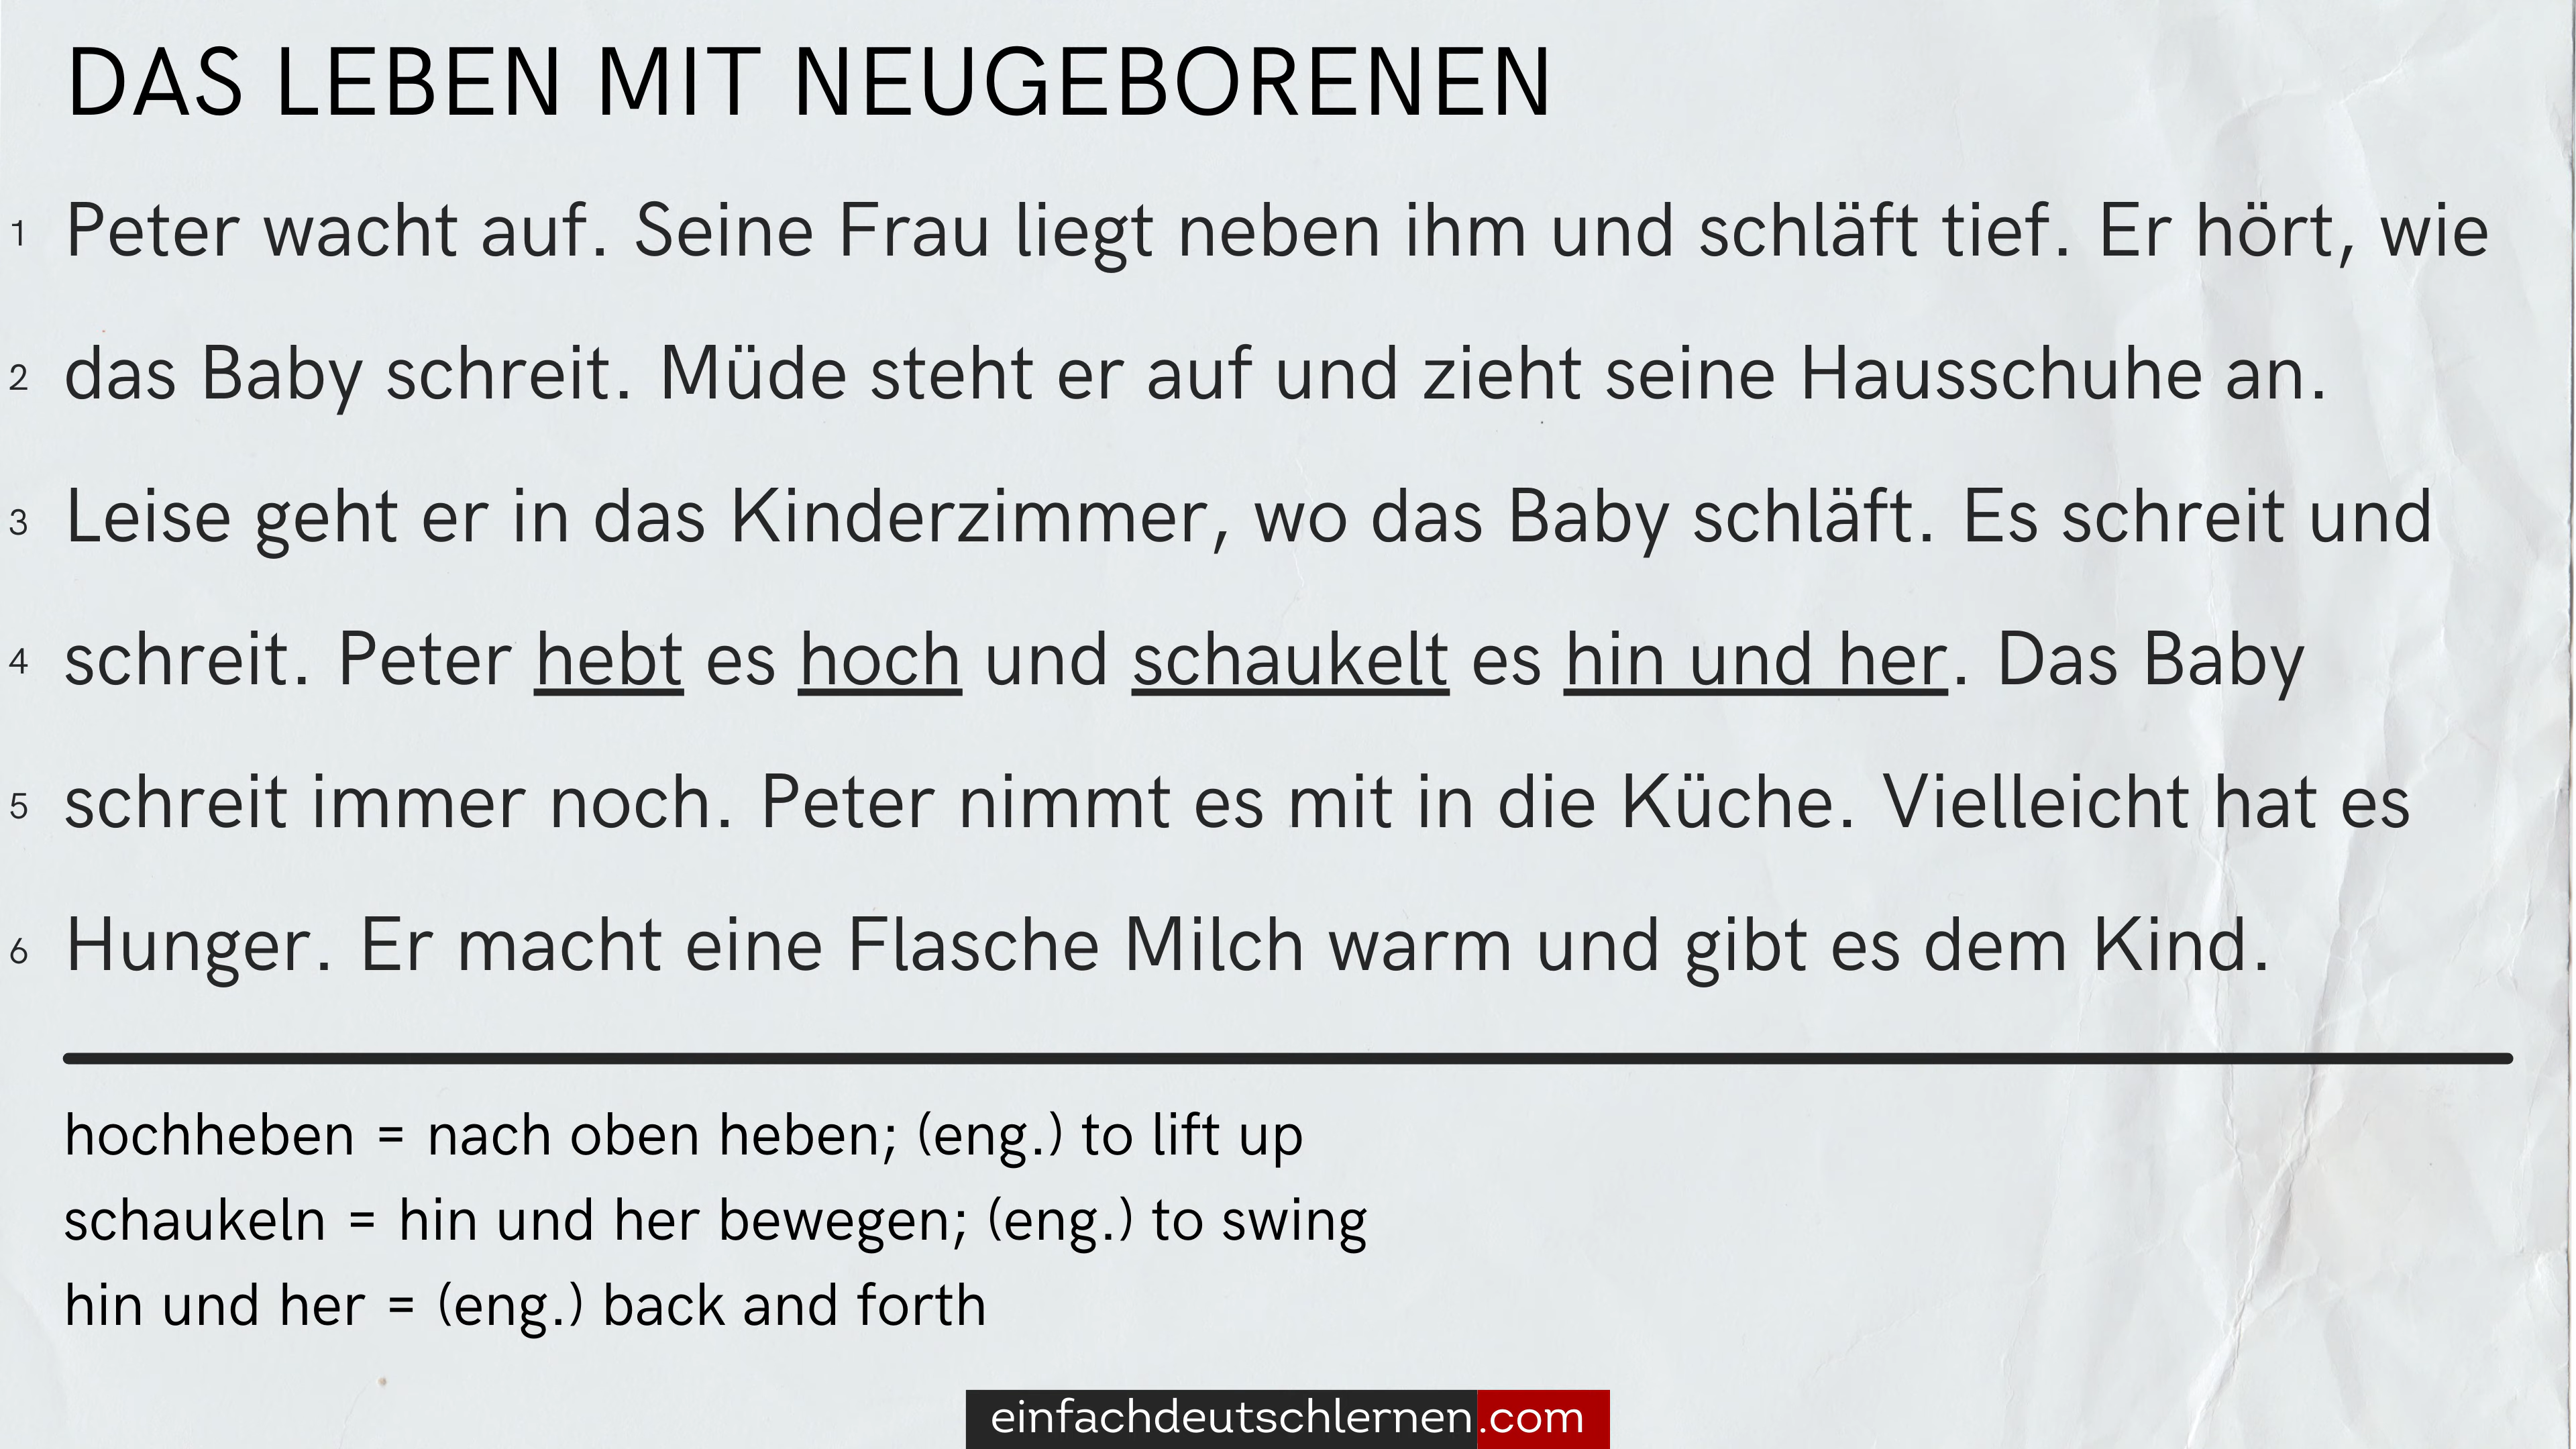 DAS LEBEN MIT NEUGEBORENEN
1 Peter wacht auf. Seine Frau liegt neben ihm und schläft tief. Er hört, wie
2 das Baby schreit. Müde steht er auf und zieht seine Hausschuhe an.
3 Leise geht er in das Kinderzimmer, wo das Baby schläft. Es schreit und
4 schreit. Peter hebt es hoch und schaukelt es hin und her. Das Baby
5 schreit immer noch. Peter nimmt es mit in die Küche. Vielleicht hat es
6 Hunger. Er macht eine Flasche Milch warm und gibt es dem Kind.
hochheben = nach oben heben; (eng.) to lift up
schaukeln = hin und her bewegen; (eng.) to swing
hin und her = (eng.) back and forth
einfachdeutschlernen.com